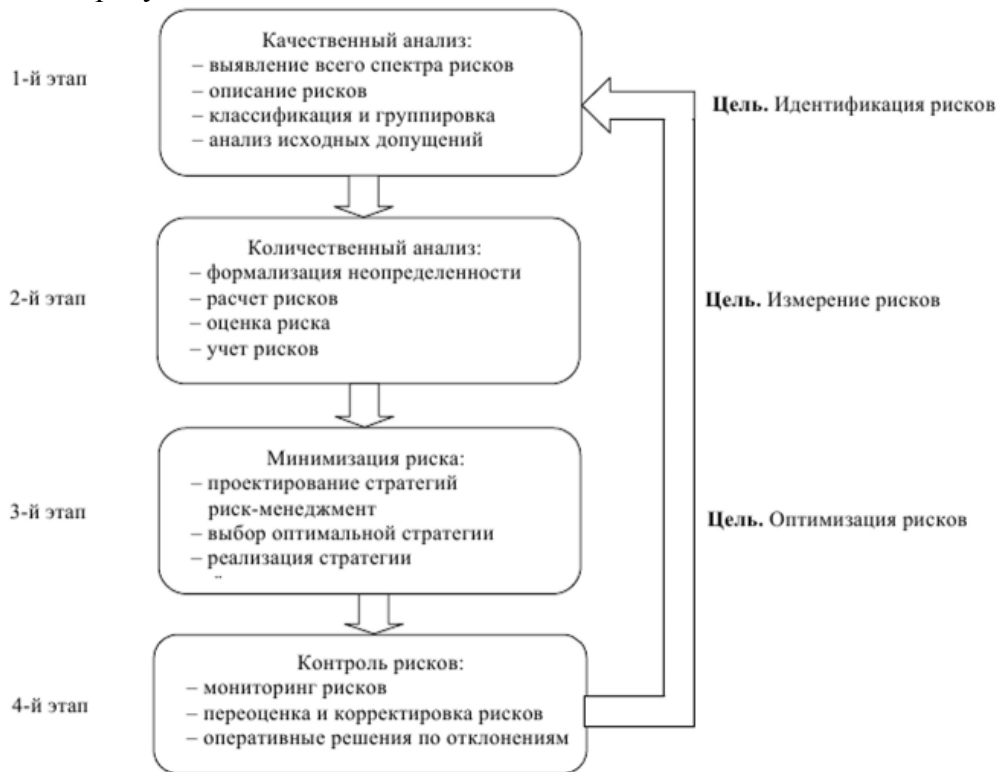 Качественный анализ:
– выявление всего спектра рисков
1-й этап
– описание рисков
Цель. Идентификация рисков
– классификация и группировка
– анализ исходных допущений
Количественный анализ:
– формализация неопределенности
2-й этап
– расчет рисков
Цель. Измерение рисков
– оценка риска
– учет рисков
Минимизация риска:
– проектирование стратегий
3-й этап
риск-менеджмент
Цель. Оптимизация рисков
– выбор оптимальной стратегии
– реализация стратегии
Контроль рисков:
– мониторинг рисков
4-й этап
– переоценка и корректировка рисков
– оперативные решения по отклонениям